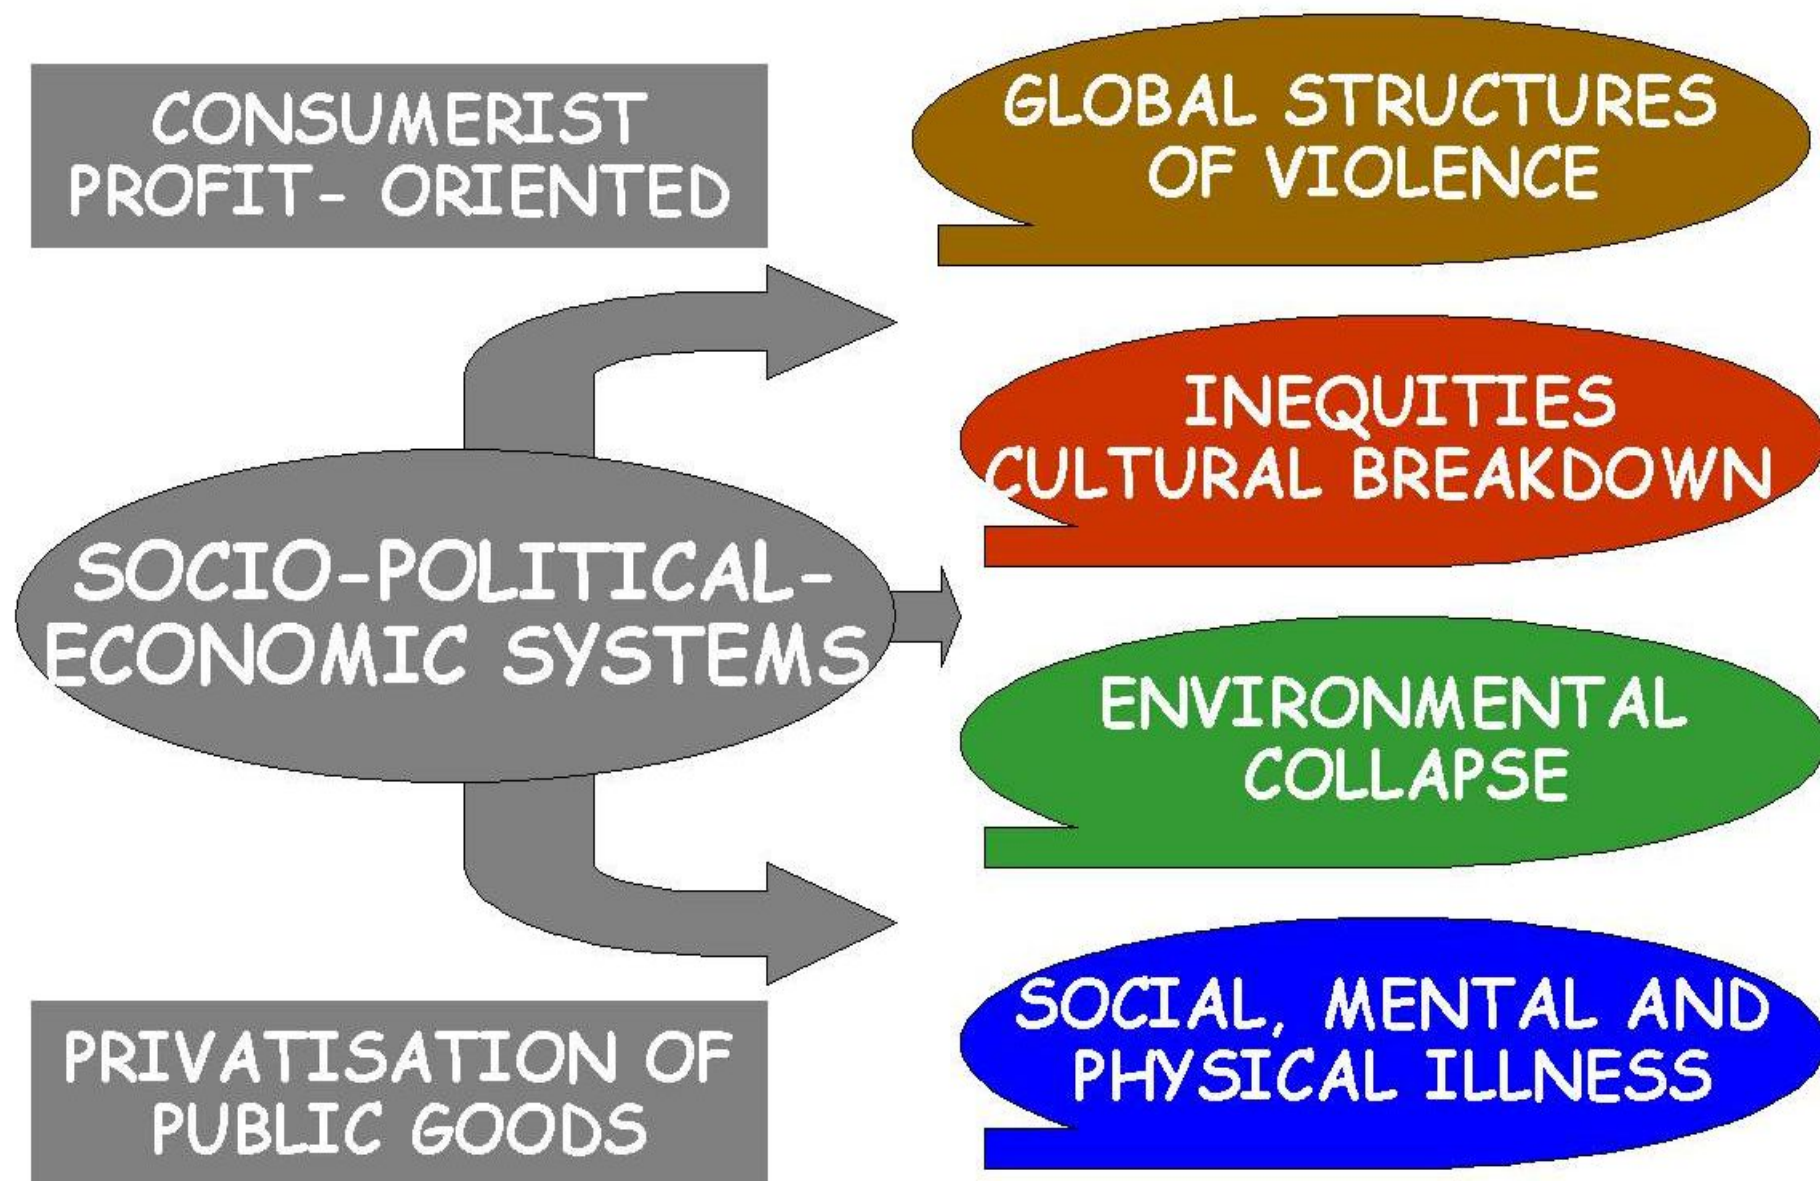 CONSUMERIST
PROFIT- ORIENTED
SOCIO-POLITICAL-
ECONOMIC SYSTEMS
PRIVATISATION OF
PUBLIC GOODS
GLOBAL STRUCTURES
OF VIOLENCE
INEQUITIES
CULTURAL BREAKDOWN
ENVIRONMENTAL
COLLAPSE
SOCIAL, MENTAL AND
PHYSICAL ILLNESS